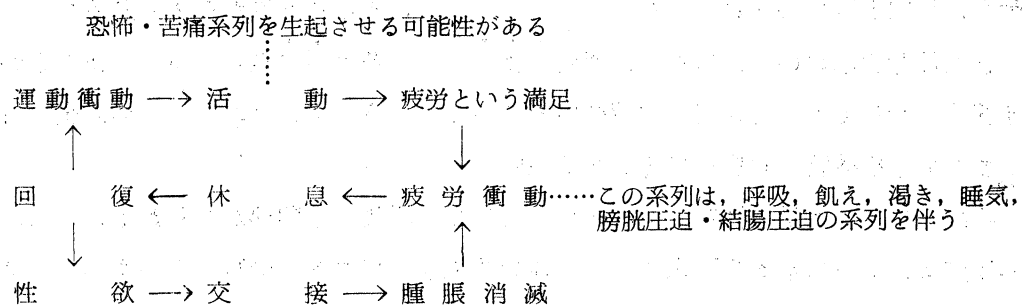 恐怖・苦痛系列を生起させる可能性がある
運動衝動 → 活動 → 疲労という満足
回復 ← 休息 ← 疲労衝動……この系列は，呼吸，飢え，渇き，睡気，
膀胱圧迫・結腸圧迫の系列を伴う
性欲 → 交接 → 腫脹消滅